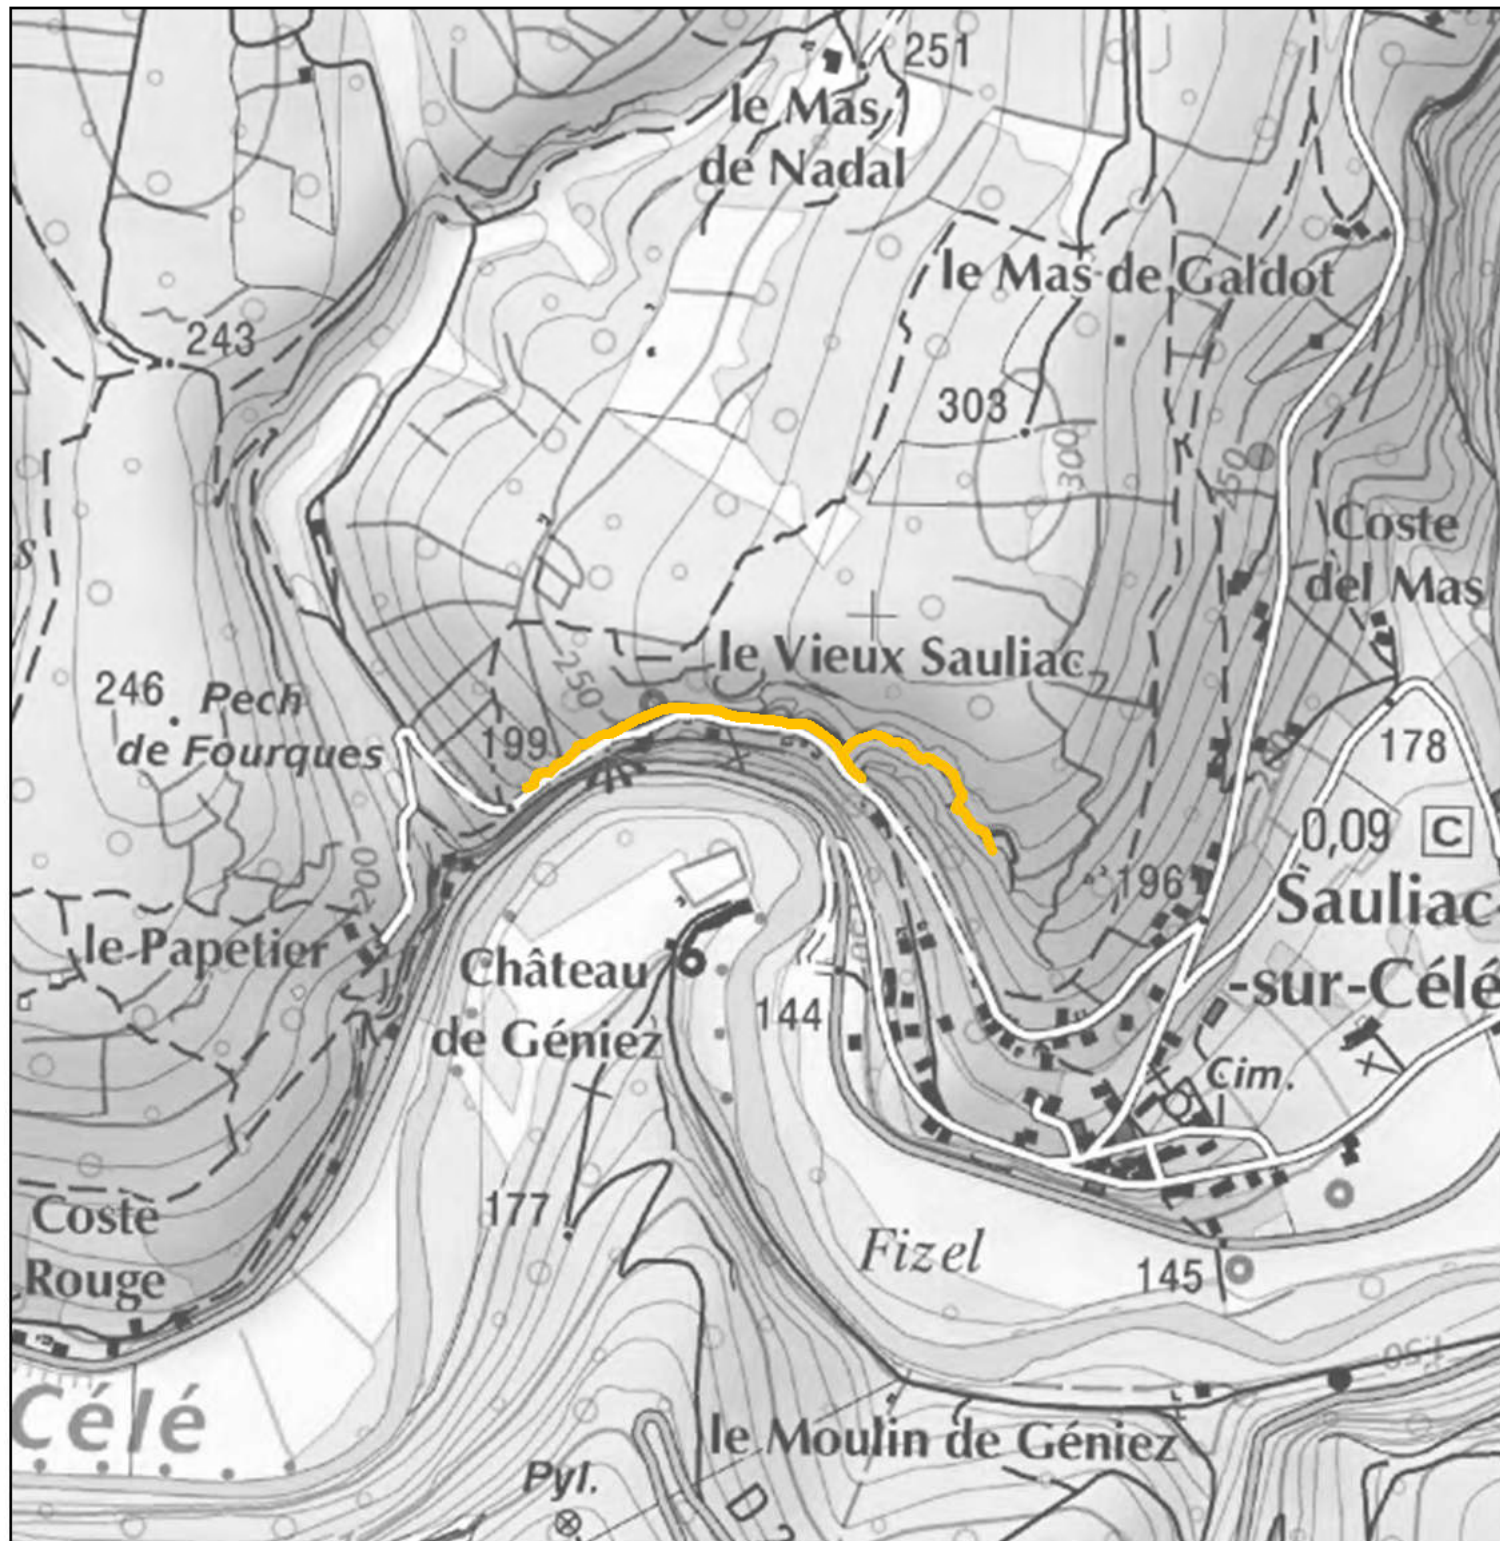 251
le Mas
de Nadal
le Mas de Galdot
243
303
300
250
Coste
del Mas
s
le Vieux Sauliac
250
246
Pech
de Fourques
199
178
0,09
C
200
196
Sauliac
-sur-Célé
le Papetier
Château
de Géniez
6
144
Cim.
177
Coste
Rouge
Fizel
145
150
Célé
le Moulin de Géniez
Pyl.
D